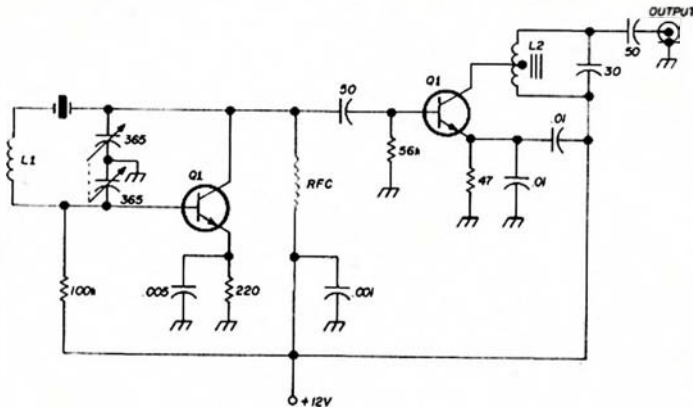 OUTPUT
L2
50
30
50
Q1
.01
365
L1
Q1
56k
RFC
47
.01
365
100k
.005
220
.001
+12V